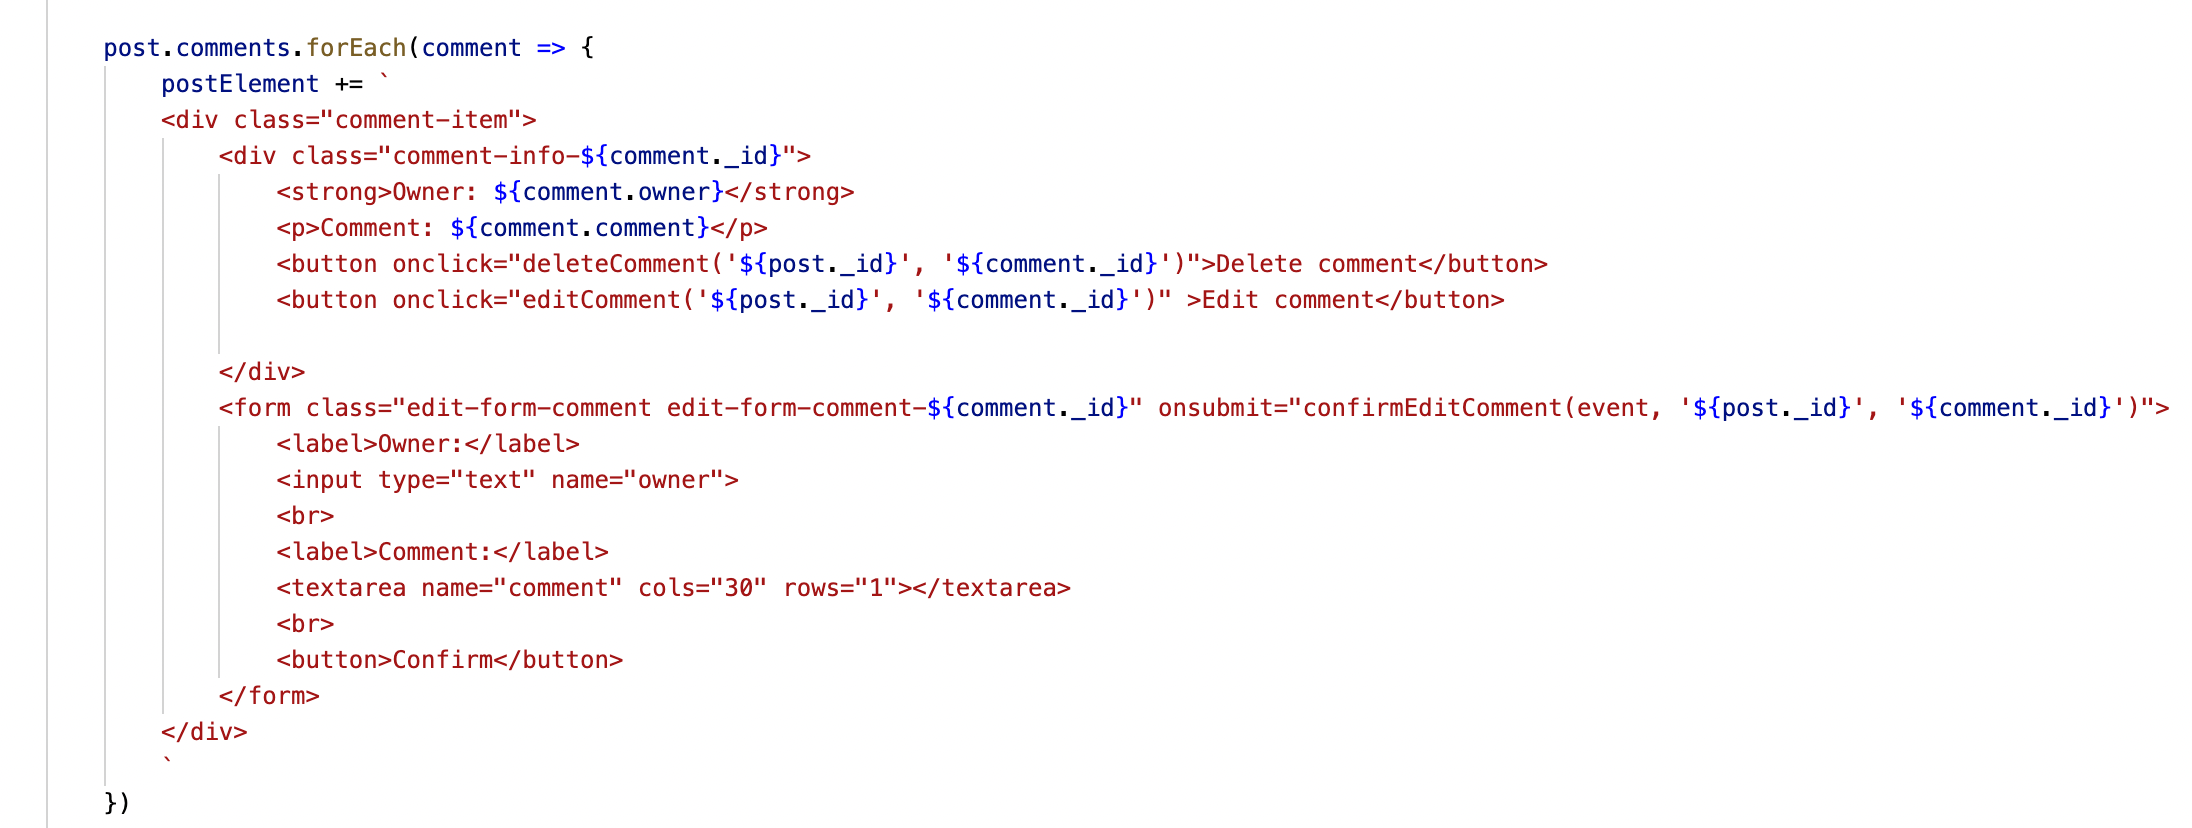 post.comments.forEach(comment => {
    postElement += `
    <div class="comment-item">
        <div class="comment-info-${comment._id}">
            <strong>Owner: ${comment.owner}</strong>
            <p>Comment: ${comment.comment}</p>
            <button onclick="deleteComment('${post._id}', '${comment._id}')">Delete comment</button>
            <button onclick="editComment('${post._id}', '${comment._id}')" >Edit comment</button>

        </div>
        <form class="edit-form-comment edit-form-comment-${comment._id}" onsubmit="confirmEditComment(event, '${post._id}', '${comment._id}')">
            <label>Owner:</label>
            <input type="text" name="owner">
            <br>
            <label>Comment:</label>
            <textarea name="comment" cols="30" rows="1"></textarea>
            <br>
            <button>Confirm</button>
        </form>
    </div>
    `
})